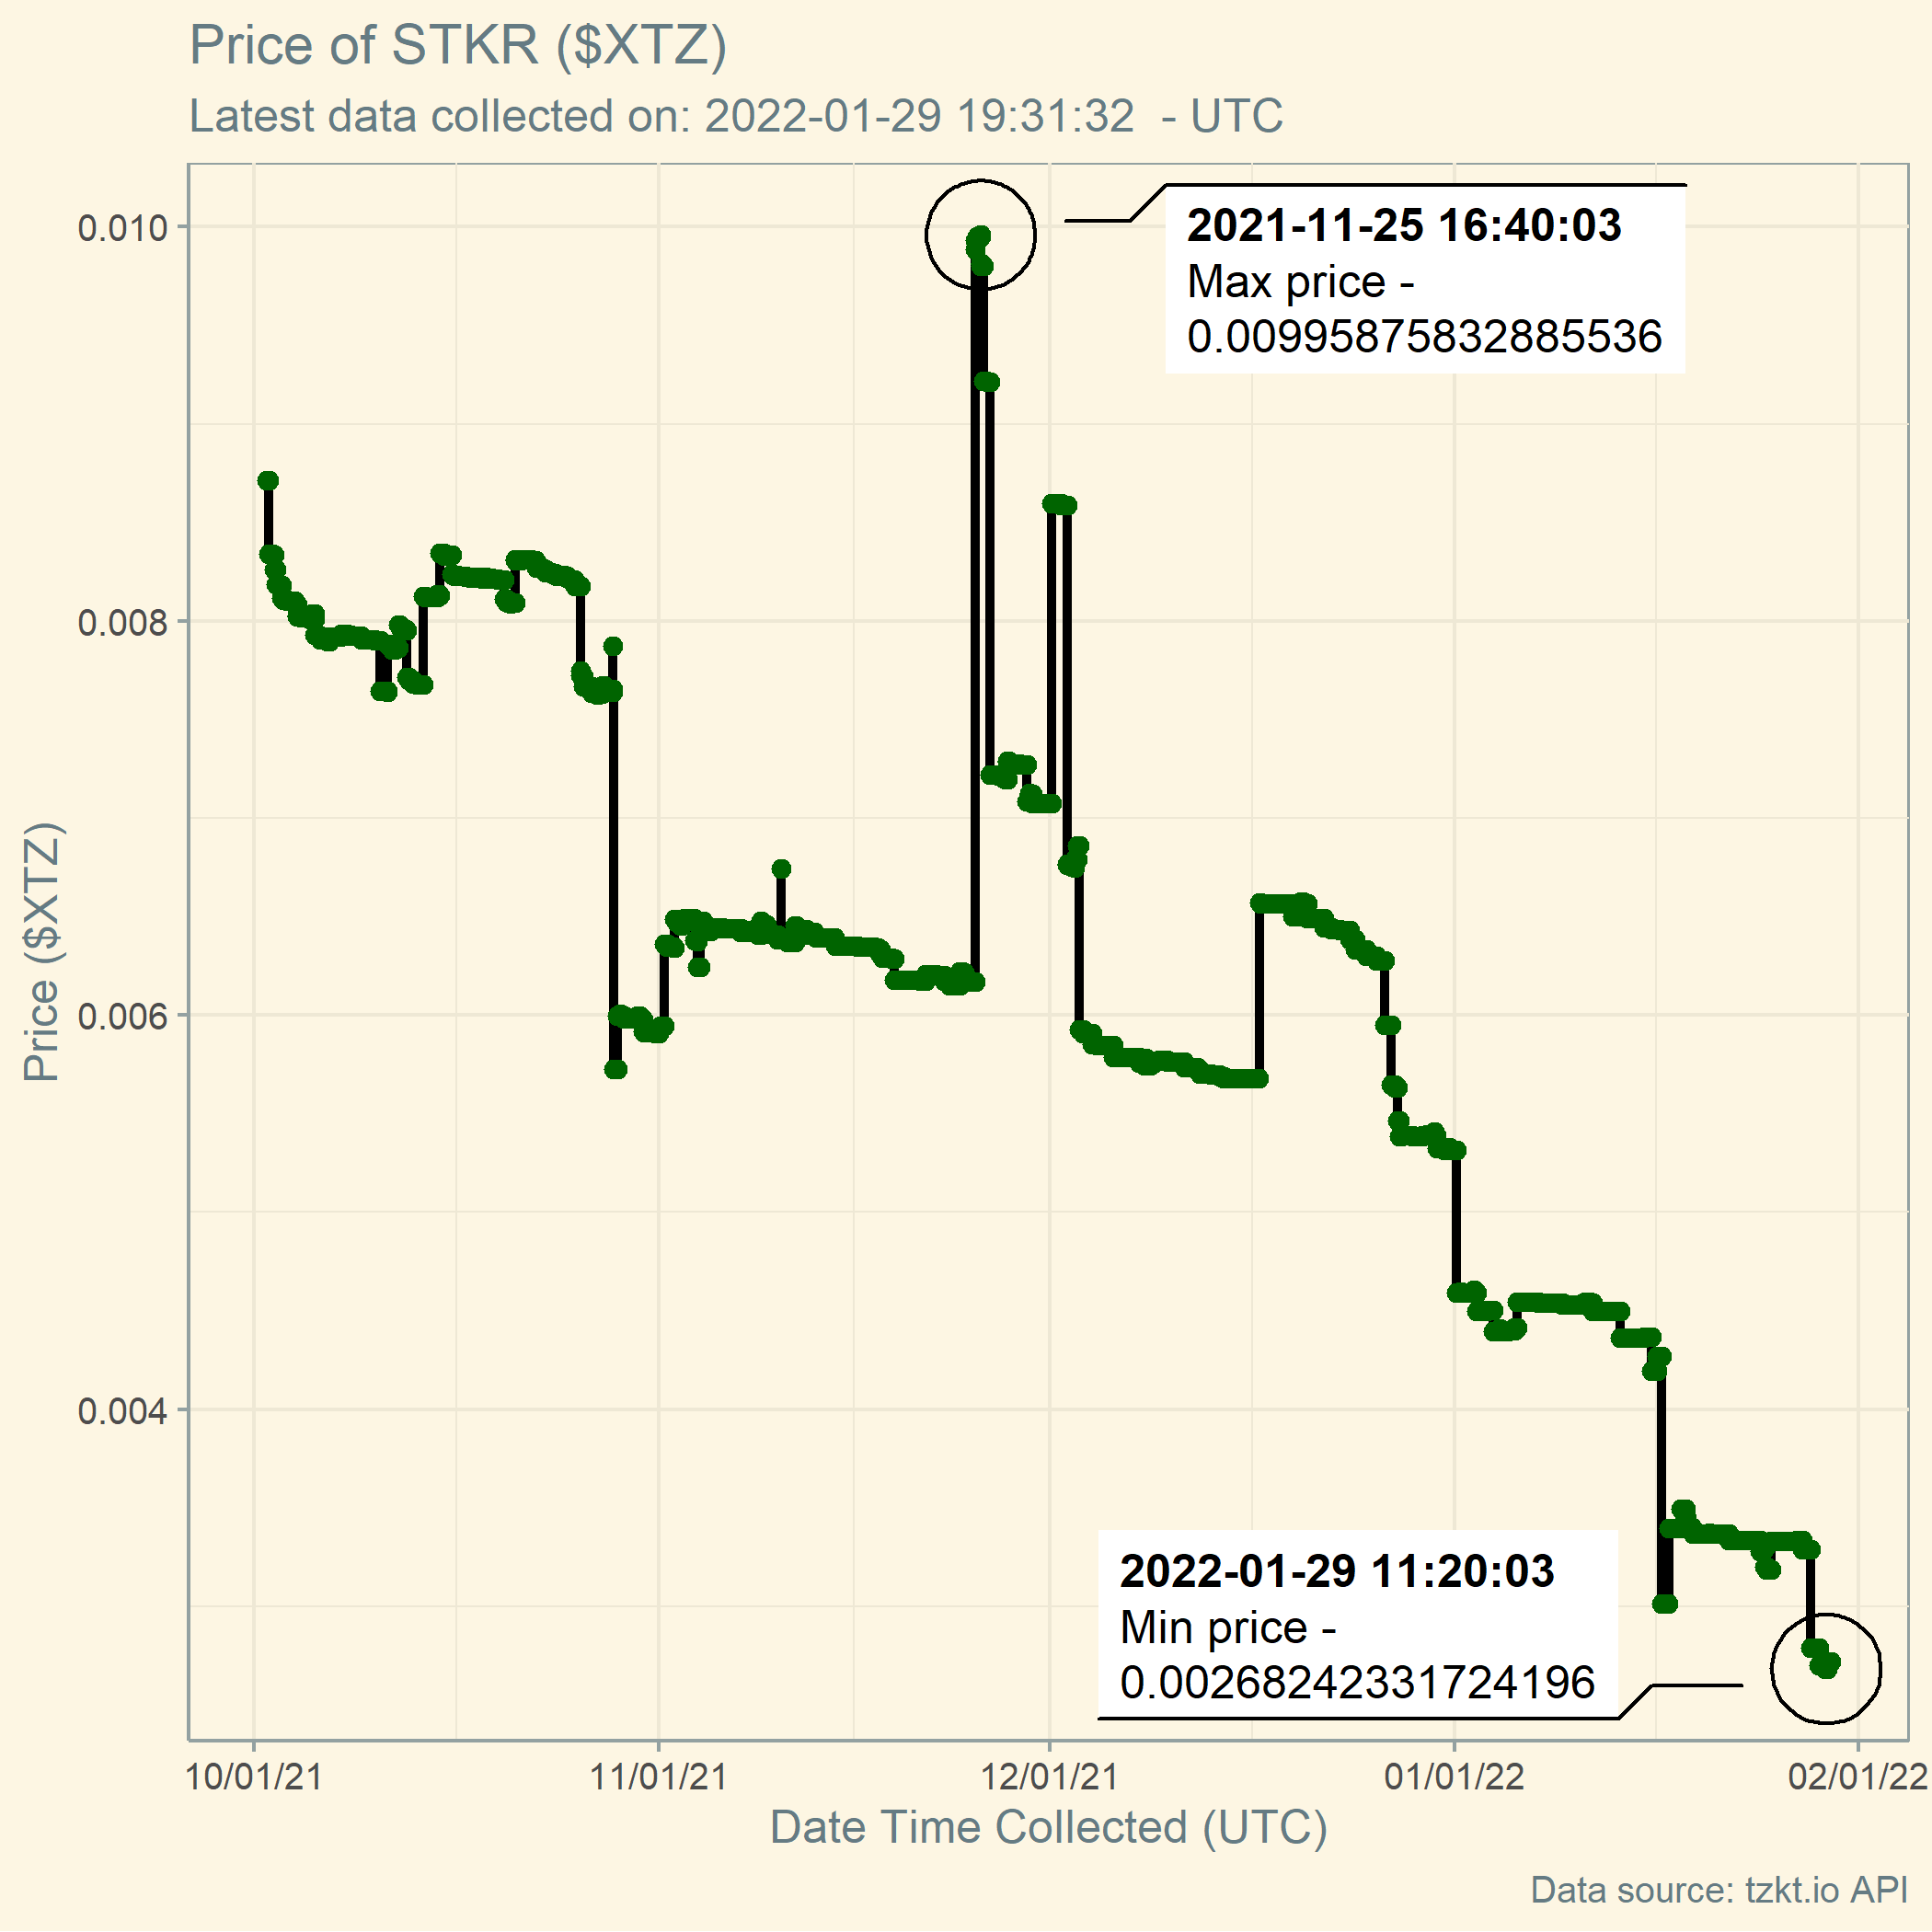 Price of STKR ($XTZ)
Latest data collected on: 2022-01-29 19:31:32  - UTC
2021-11-25 16:40:03
Max price -
0.00995875832885536
0.010
0.008
0.006
0.004
Price ($XTZ)
2022-01-29 11:20:03
Min price -
0.00268242331724196
10/01/21
11/01/21
12/01/21
01/01/22
02/01/22
Date Time Collected (UTC)
Data source: tzkt.io API